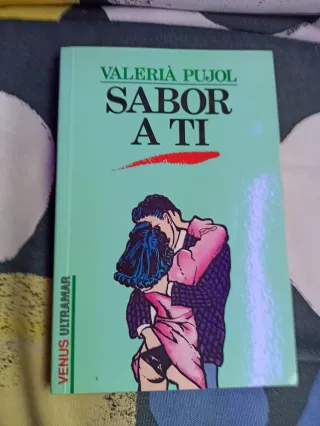 VALERIÀ PUJOL
SABOR
A TI
VENUS ULTRAMAR